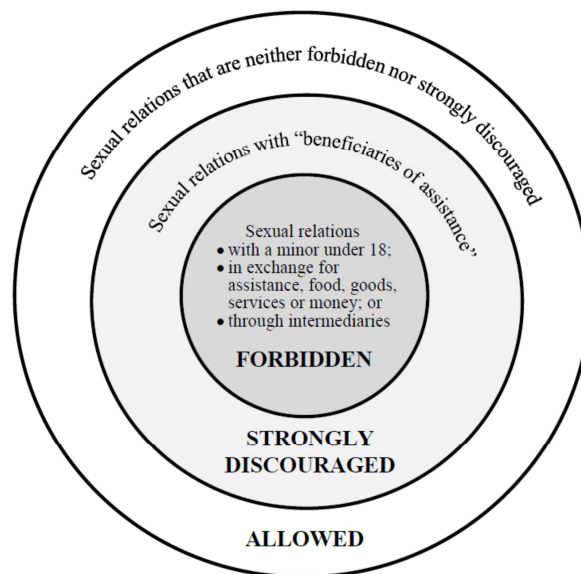 Sexual relations that are neither forbidden nor strongly discouraged
Sexual relations with “beneficiaries of assistance”
Sexual relations
• with a minor under 18;
• in exchange for
assistance, food, goods,
services or money; or
• through intermediaries
FORBIDDEN
STRONGLY
DISCOURAGED
ALLOWED